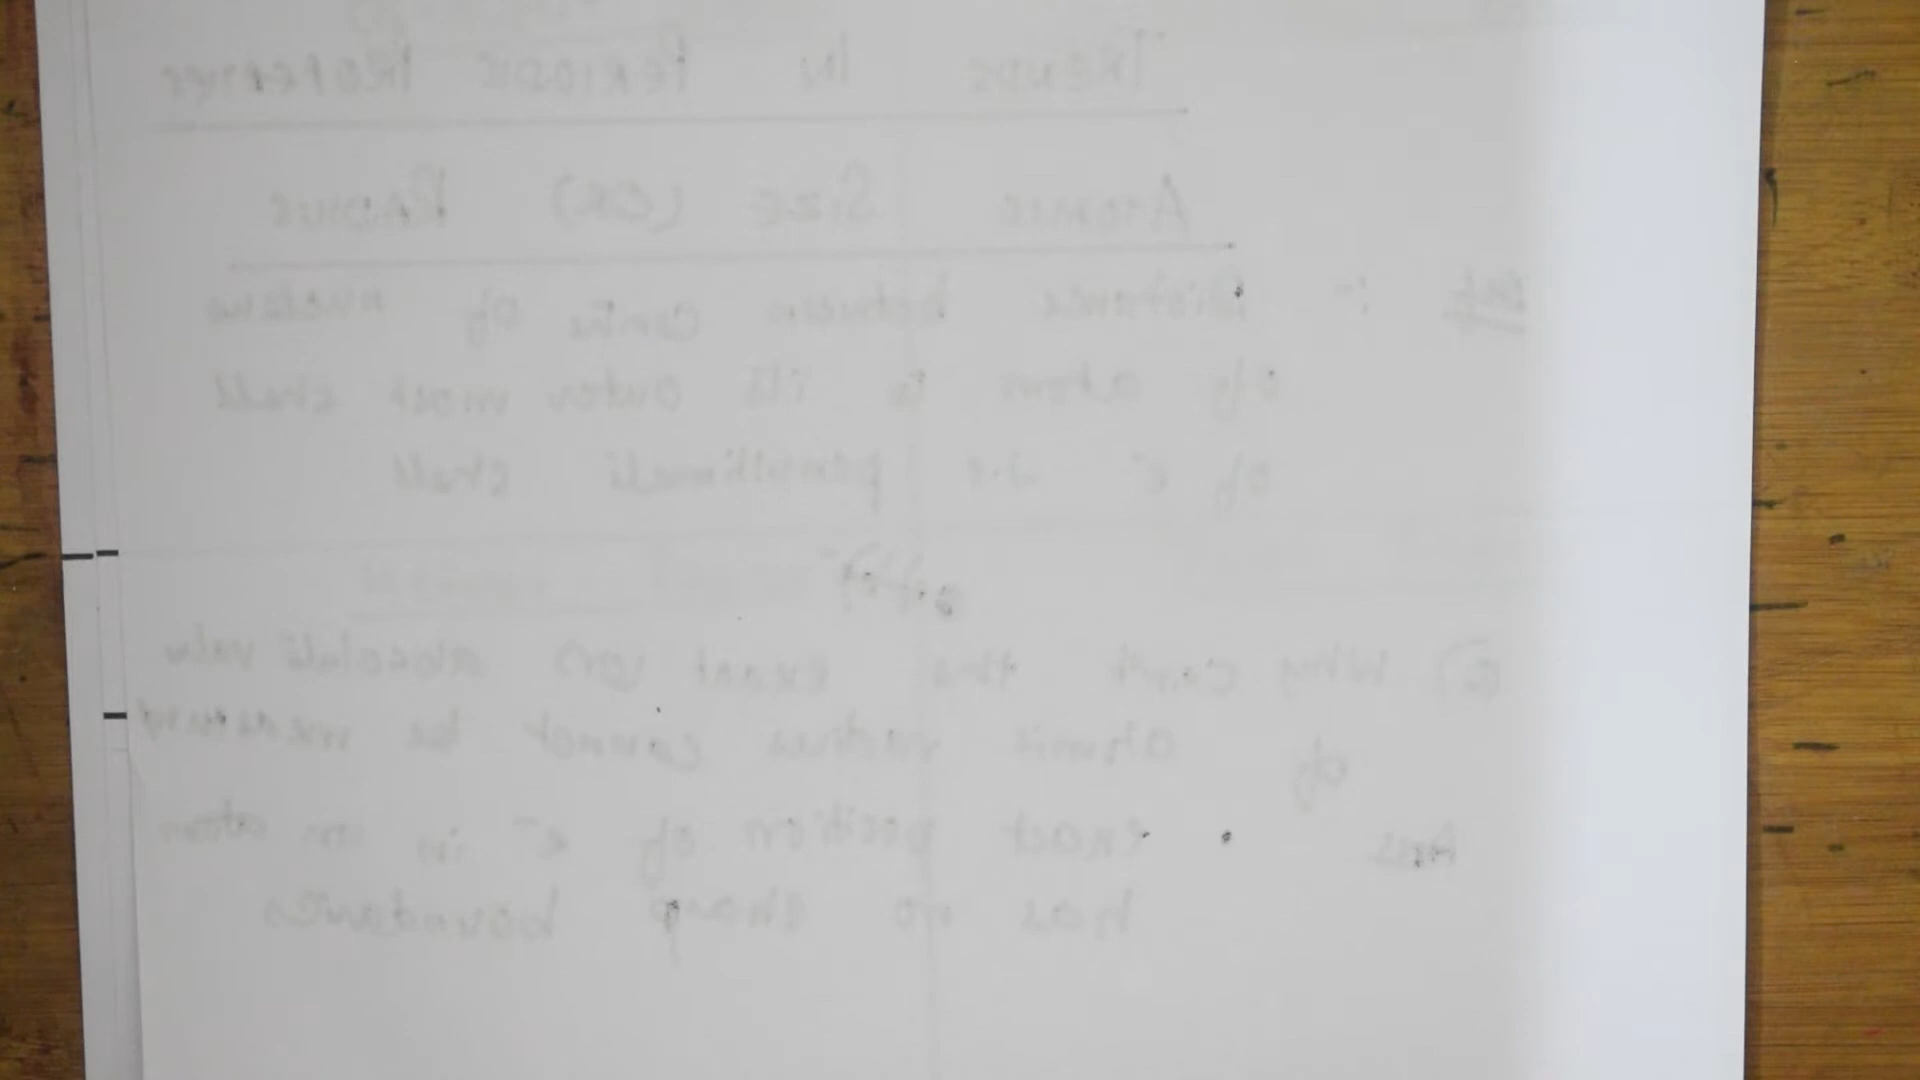 TRENDS IN PERIODIC PROPERTIES
ATOMIC SIZE (OR) RADIUS
Def :- Distance between centre of nucleus
of atom to its outer most shell
of e⁻ i.e shell
Q) Why can't the exact (or) absolute value
of atomic radius cannot be measured
Ans exact position of e⁻ in an atom
has no sharp boundaries